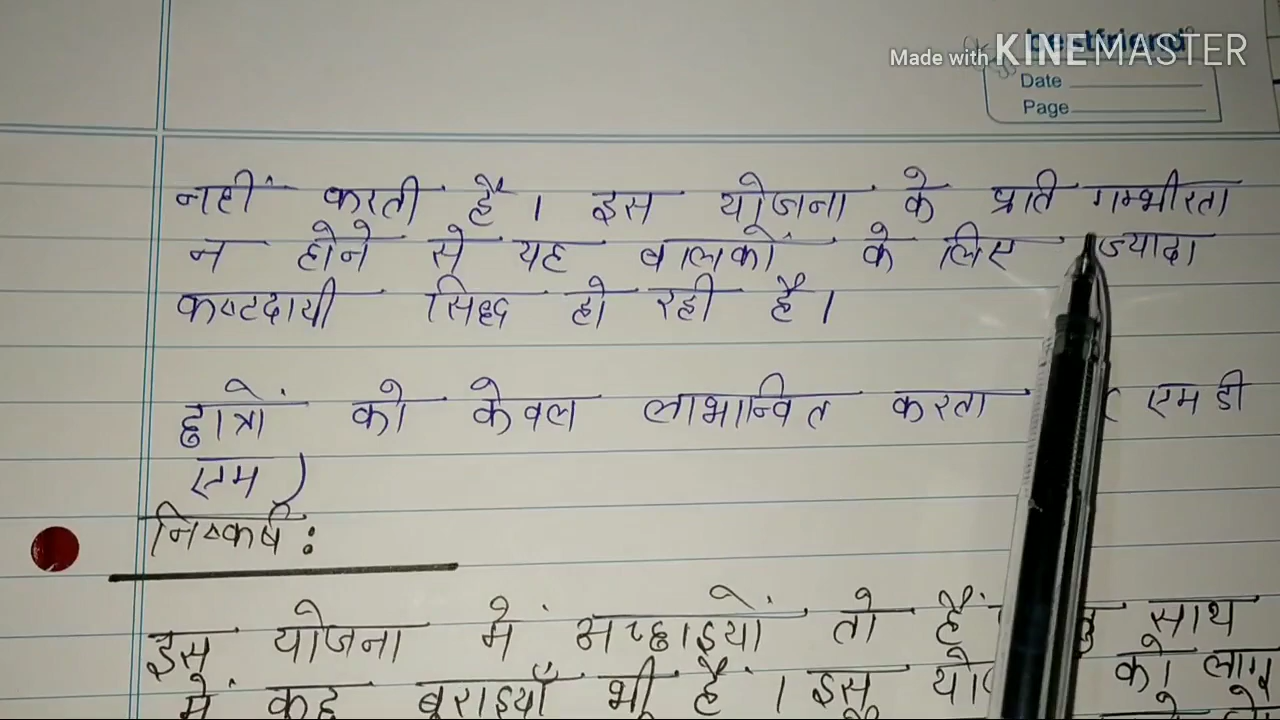 bestfriend
Made with KINEMASTER
Date
Page
नहीं करती है । इस योजना के प्रति गम्भीरता
न होने से यह बालकों के लिए ज्यादा
कष्टदायी सिद्ध हो रही है ।
छात्रों को केवल लाभान्वित करता ( एम डी
एम )
निष्कर्ष :
इस योजना में अच्छाइयों तो हैं साथ
में कई बुराइयाँ भी हैं । इस को लागू